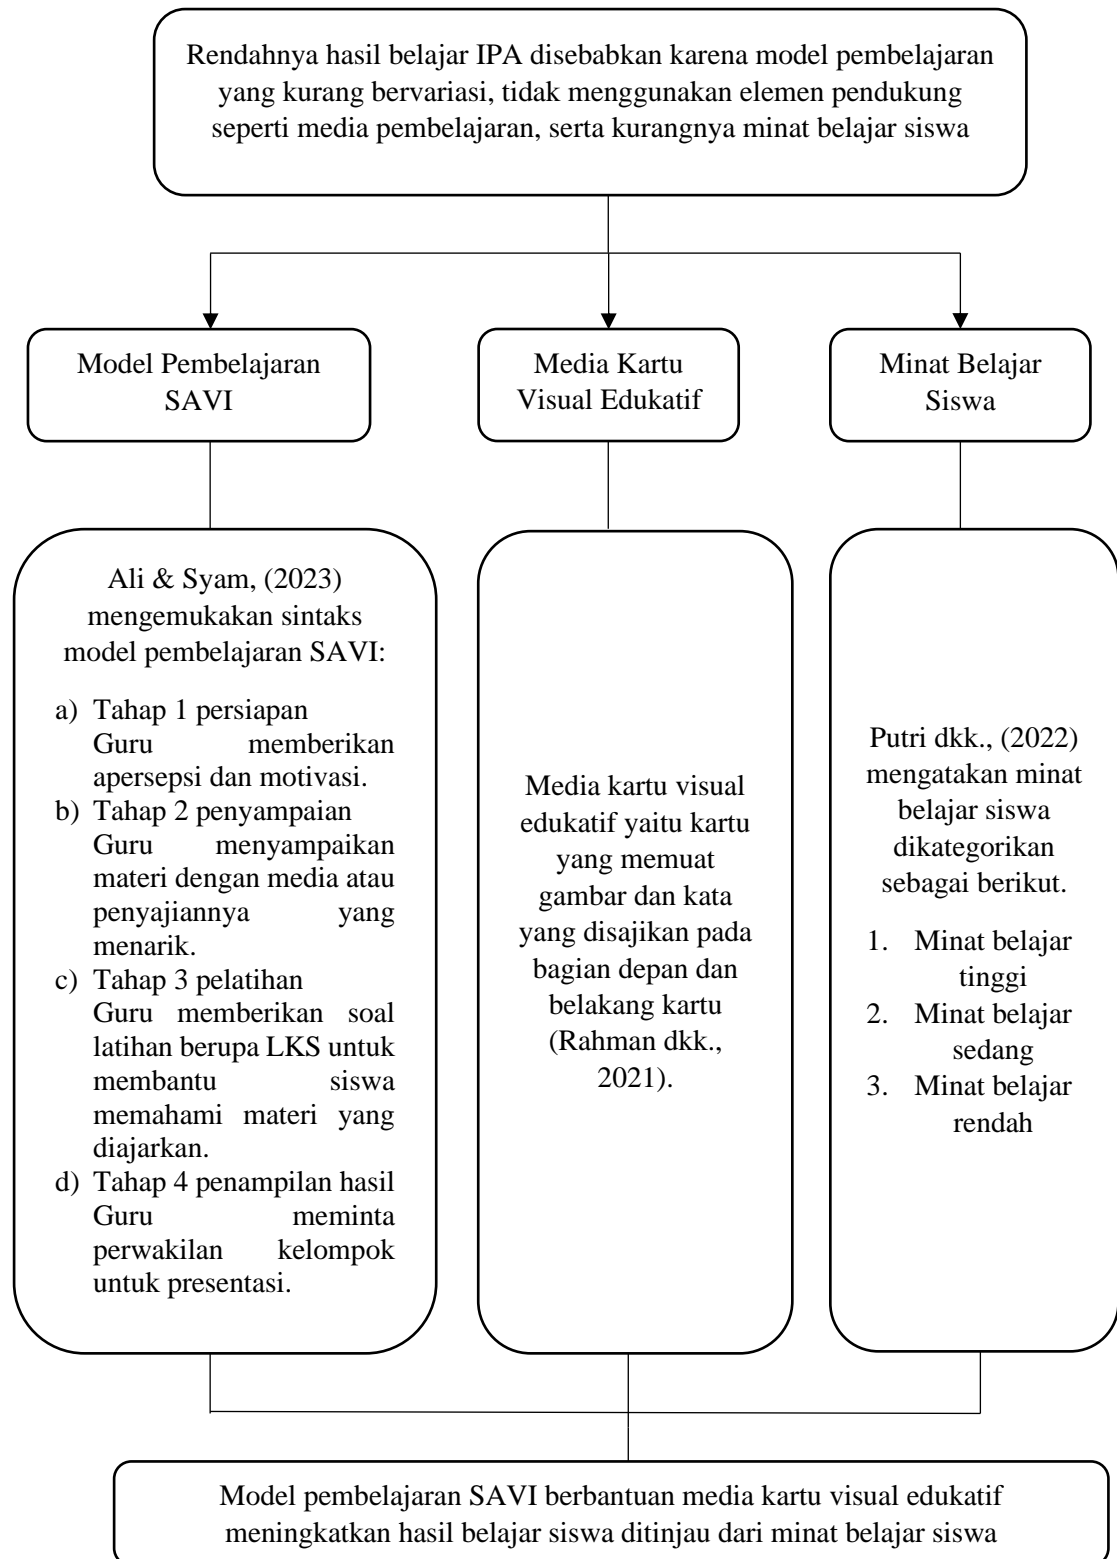 Rendahnya hasil belajar IPA disebabkan karena model pembelajaran
yang kurang bervariasi, tidak menggunakan elemen pendukung
seperti media pembelajaran, serta kurangnya minat belajar siswa
Model Pembelajaran
SAVI
Media Kartu
Visual Edukatif
Minat Belajar
Siswa
Ali & Syam, (2023)
mengemukakan sintaks
model pembelajaran SAVI:
a) Tahap 1 persiapan
Guru memberikan
apersepsi dan motivasi.
b) Tahap 2 penyampaian
Guru menyampaikan
materi dengan media atau
penyajiannya yang
menarik.
c) Tahap 3 pelatihan
Guru memberikan soal
latihan berupa LKS untuk
membantu siswa
memahami materi yang
diajarkan.
d) Tahap 4 penampilan hasil
Guru meminta
perwakilan kelompok
untuk presentasi.
Media kartu visual
edukatif yaitu kartu
yang memuat
gambar dan kata
yang disajikan pada
bagian depan dan
belakang kartu
(Rahman dkk.,
2021).
Putri dkk., (2022)
mengatakan minat
belajar siswa
dikategorikan
sebagai berikut.
1. Minat belajar
tinggi
2. Minat belajar
sedang
3. Minat belajar
rendah
Model pembelajaran SAVI berbantuan media kartu visual edukatif
meningkatkan hasil belajar siswa ditinjau dari minat belajar siswa